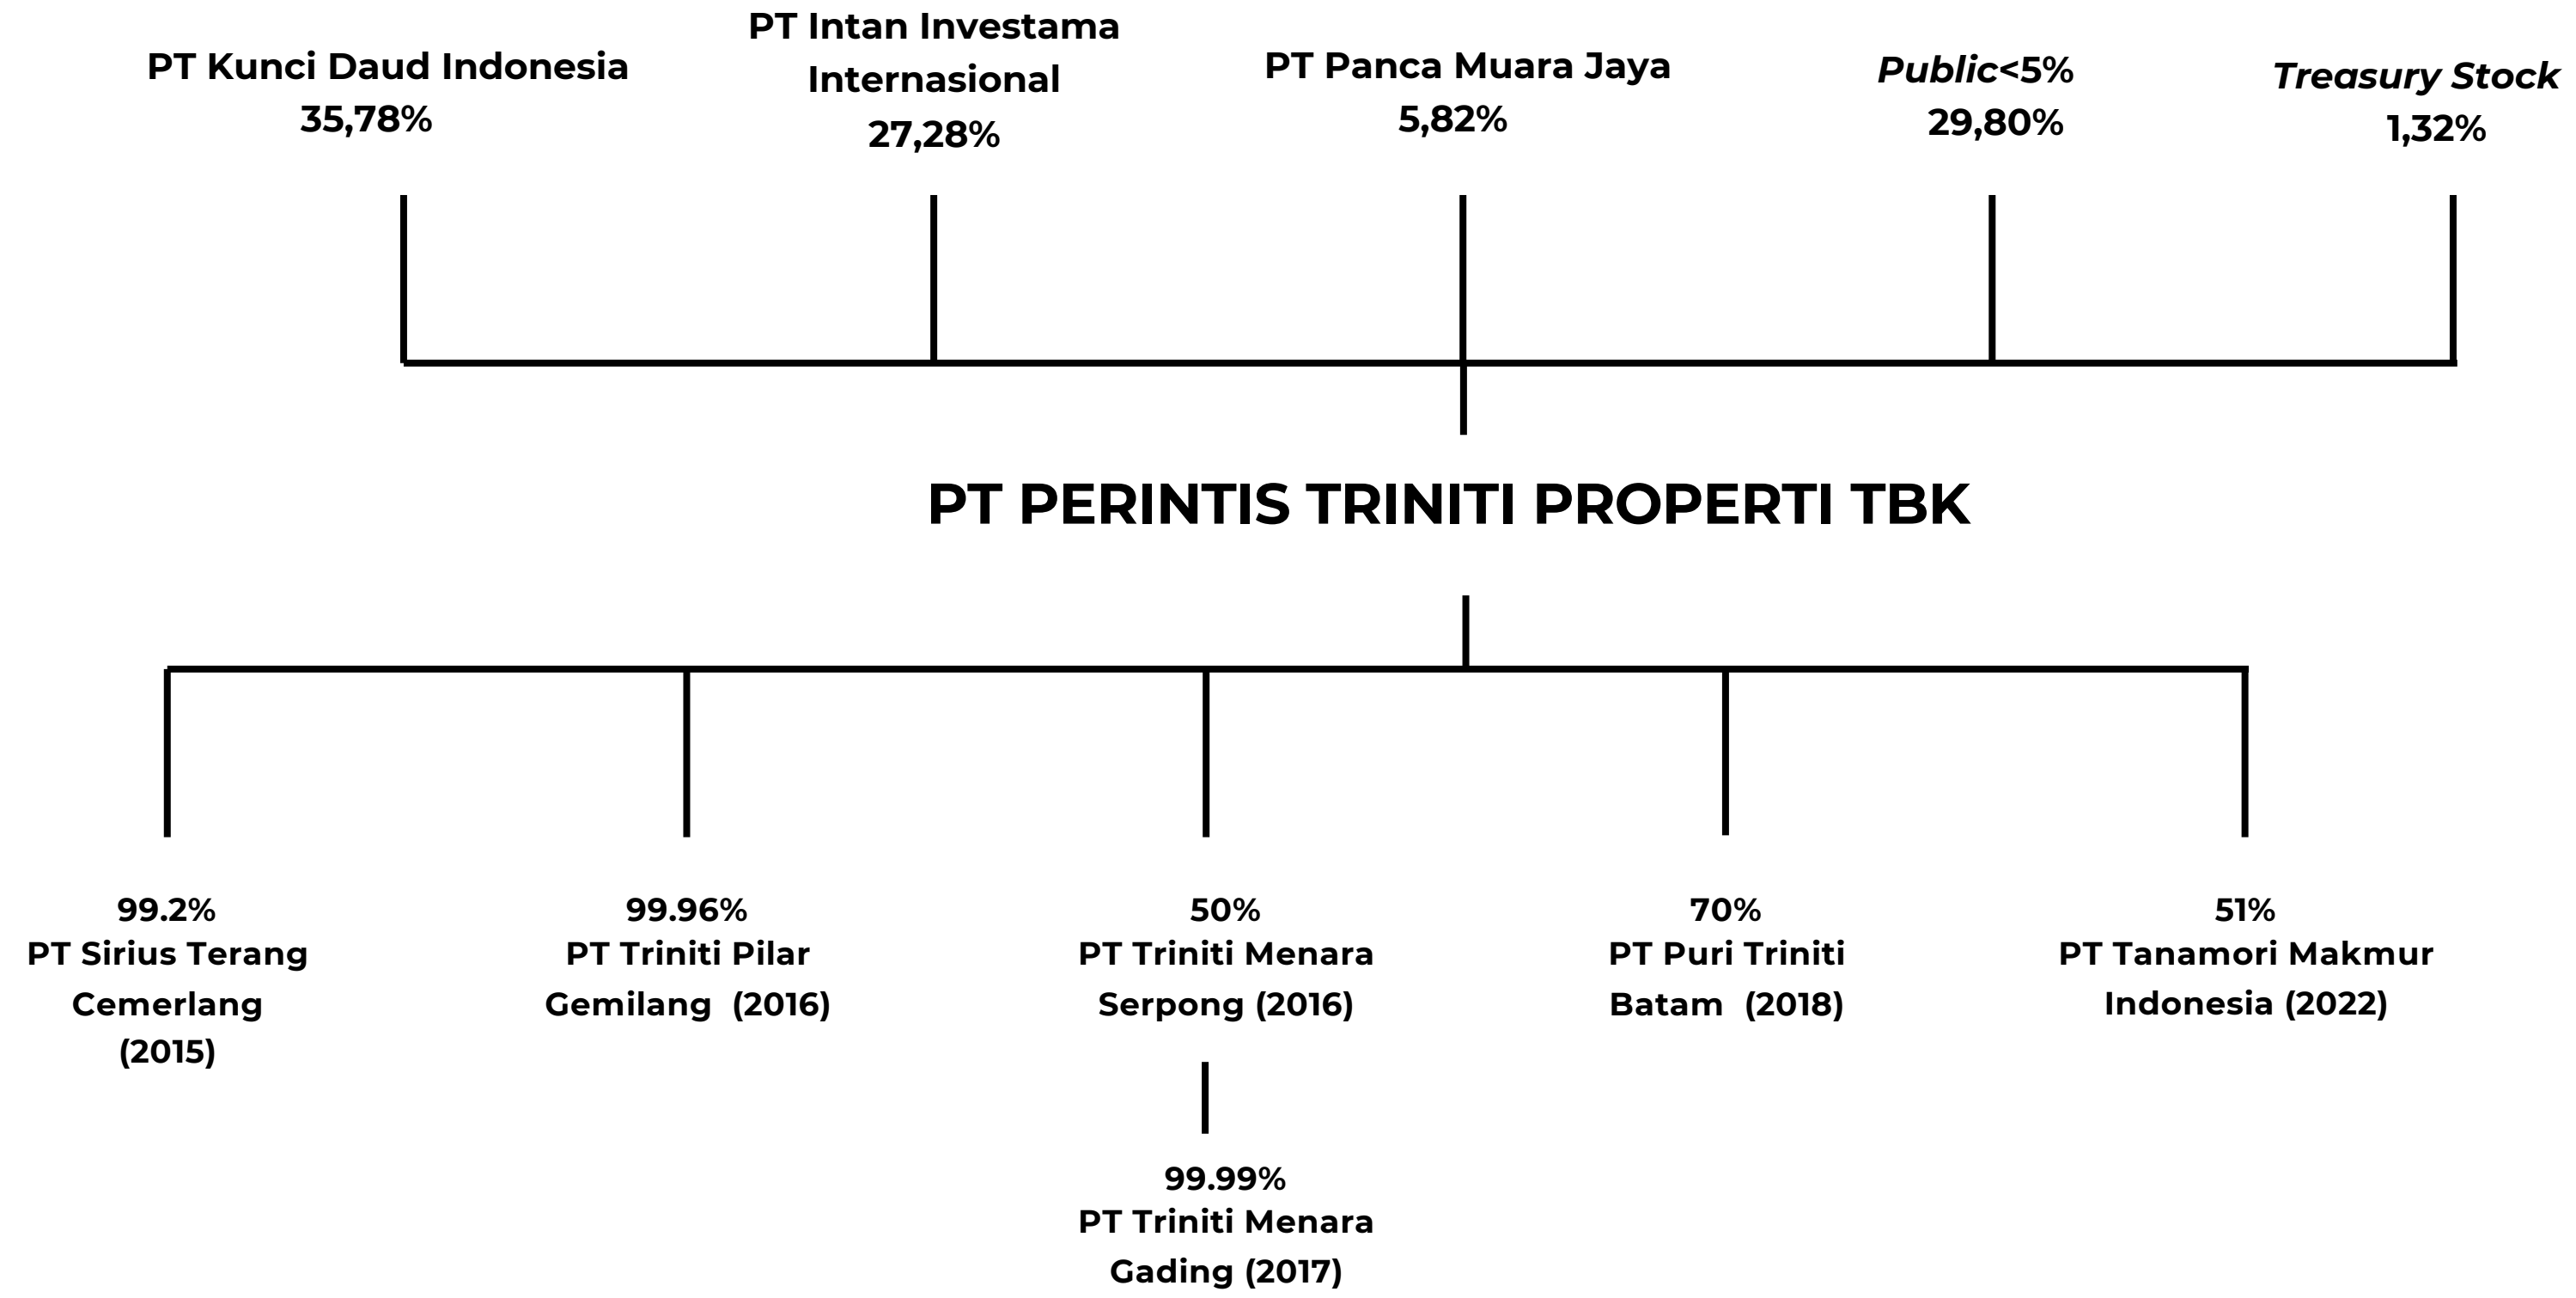 PT Kunci Daud Indonesia
35,78%
PT Intan Investama
Internasional
27,28%
PT Panca Muara Jaya
5,82%
Public<5%
29,80%
Treasury Stock
1,32%
PT PERINTIS TRINITI PROPERTI TBK
99.2%
PT Sirius Terang
Cemerlang
(2015)
99.96%
PT Triniti Pilar
Gemilang (2016)
50%
PT Triniti Menara
Serpong (2016)
70%
PT Puri Triniti
Batam (2018)
51%
PT Tanamori Makmur
Indonesia (2022)
99.99%
PT Triniti Menara
Gading (2017)